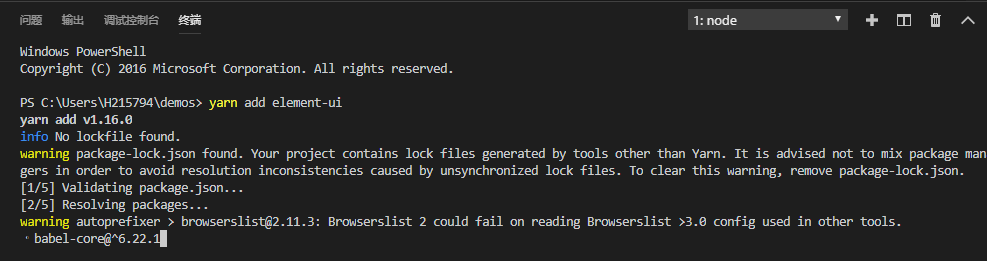 问题 输出 调试控制台 终端 1: node
Windows PowerShell
Copyright (C) 2016 Microsoft Corporation. All rights reserved.
PS C:\Users\H215794\demos> yarn add element-ui
yarn add v1.16.0
info No lockfile found.
warning package-lock.json found. Your project contains lock files generated by tools other than Yarn. It is advised not to mix package man
gers in order to avoid resolution inconsistencies caused by unsynchronized lock files. To clear this warning, remove package-lock.json.
[1/5] Validating package.json...
[2/5] Resolving packages...
warning autoprefixer > browserslist@2.11.3: Browserslist 2 could fail on reading Browserslist >3.0 config used in other tools.
babel-core@^6.22.1